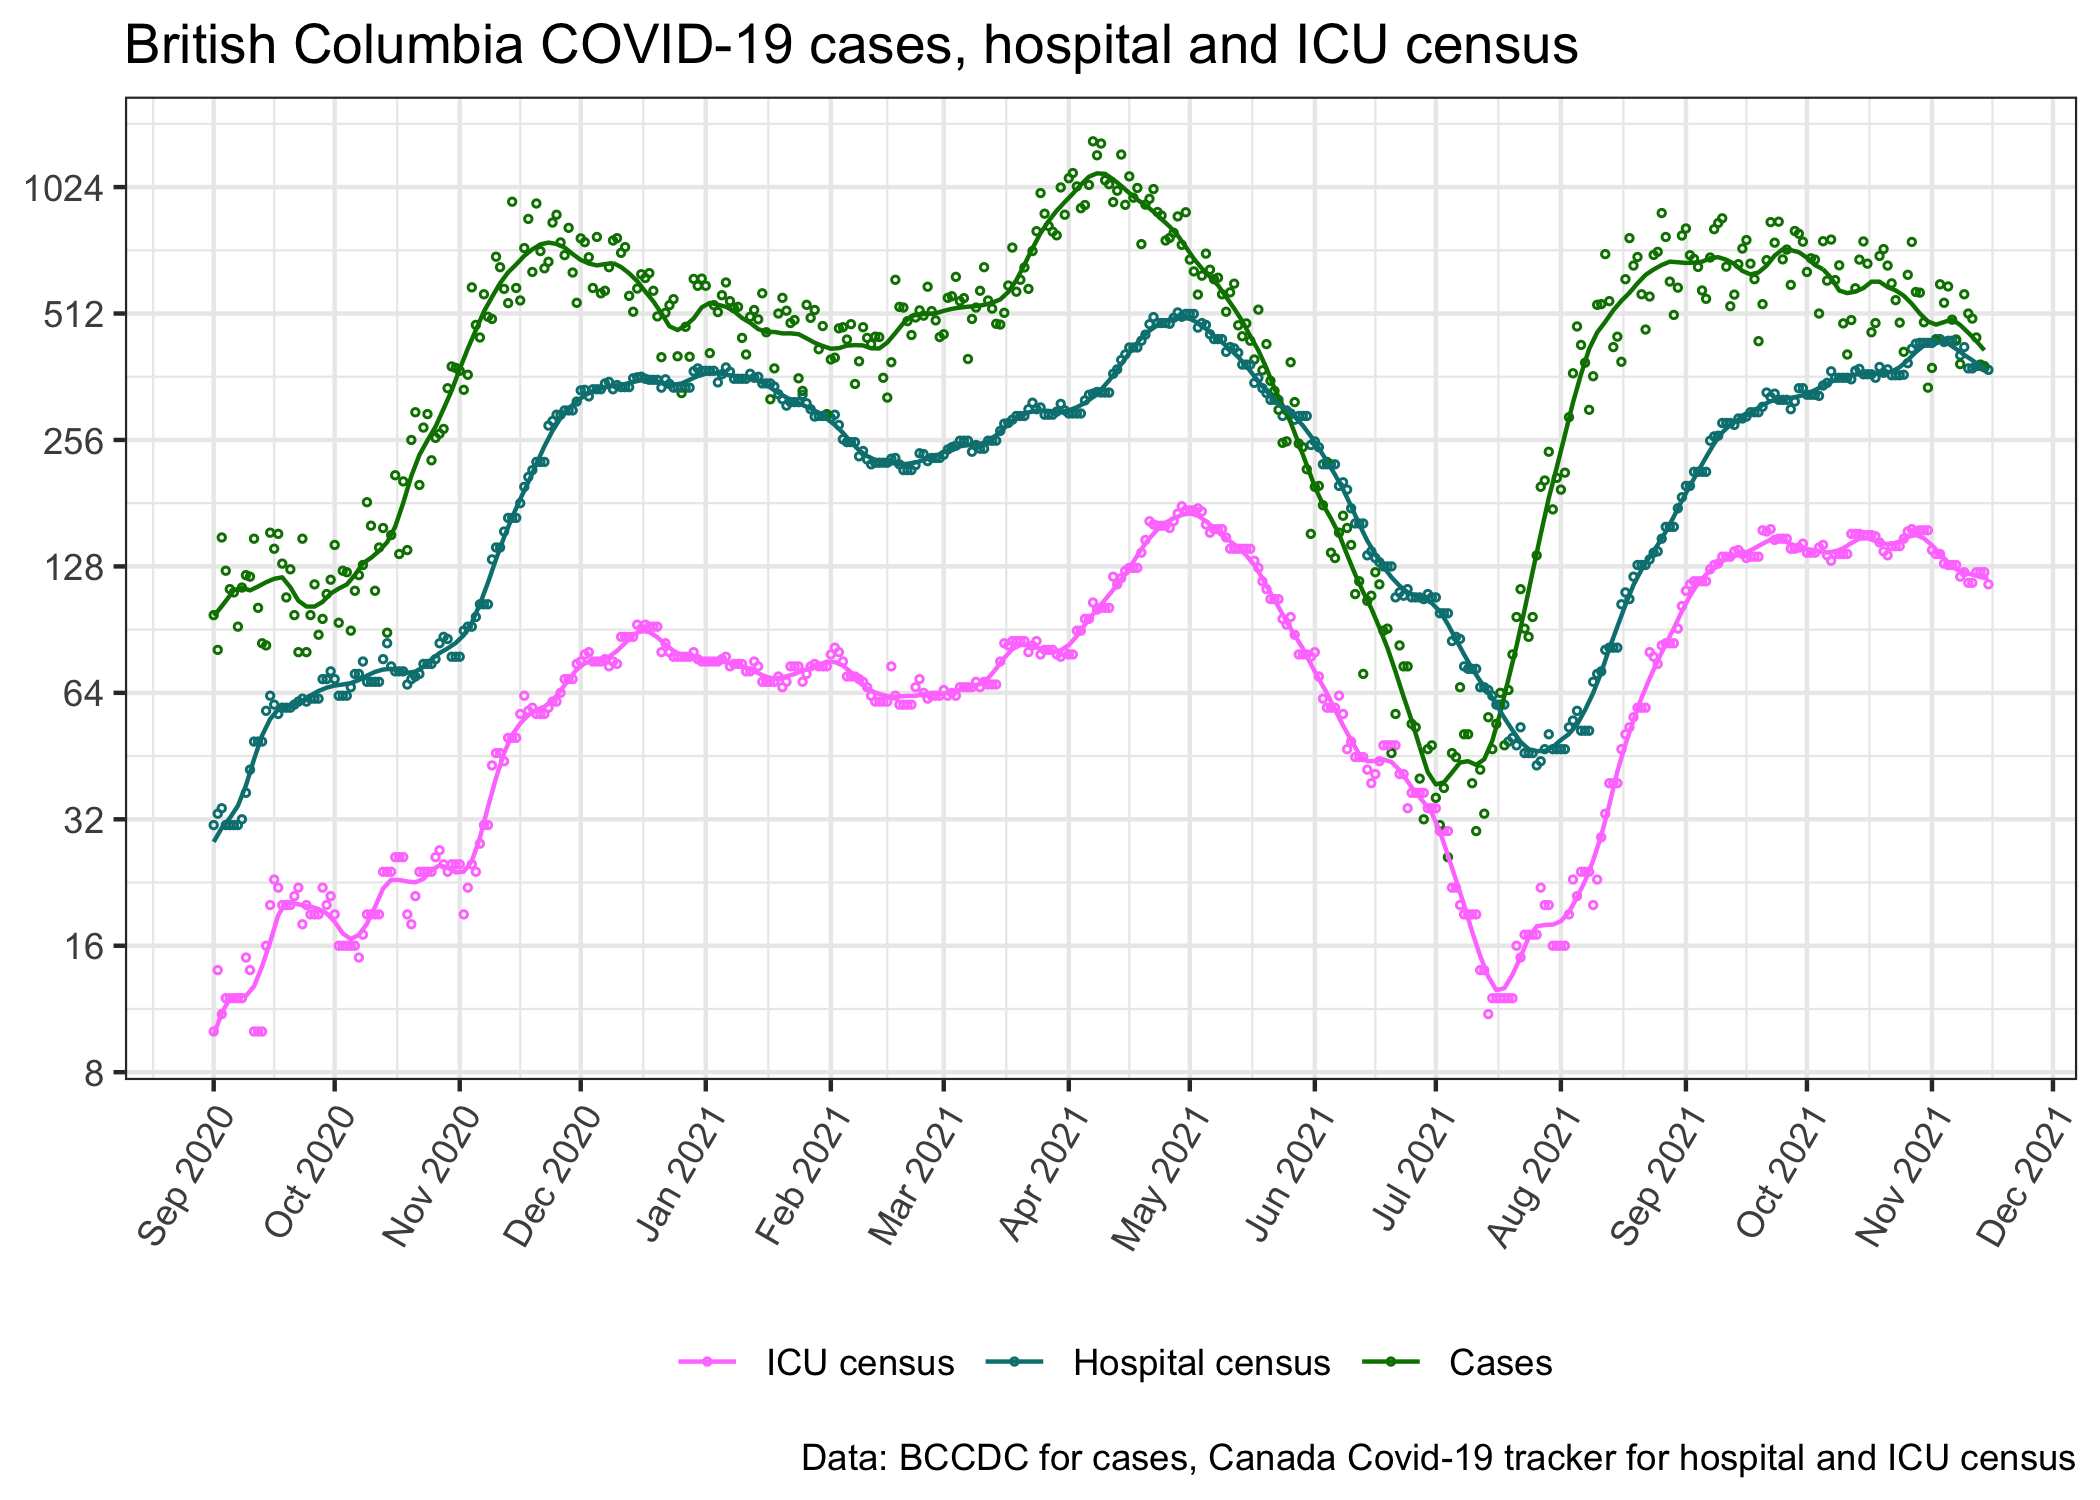 British Columbia COVID-19 cases, hospital and ICU census
1024
512
256
128
64
32
16
8
Sep 2020
Oct 2020
Nov 2020
Dec 2020
Jan 2021
Feb 2021
Mar 2021
Apr 2021
May 2021
Jun 2021
Jul 2021
Aug 2021
Sep 2021
Oct 2021
Nov 2021
Dec 2021
ICU census
Hospital census
Cases
Data: BCCDC for cases, Canada Covid-19 tracker for hospital and ICU census